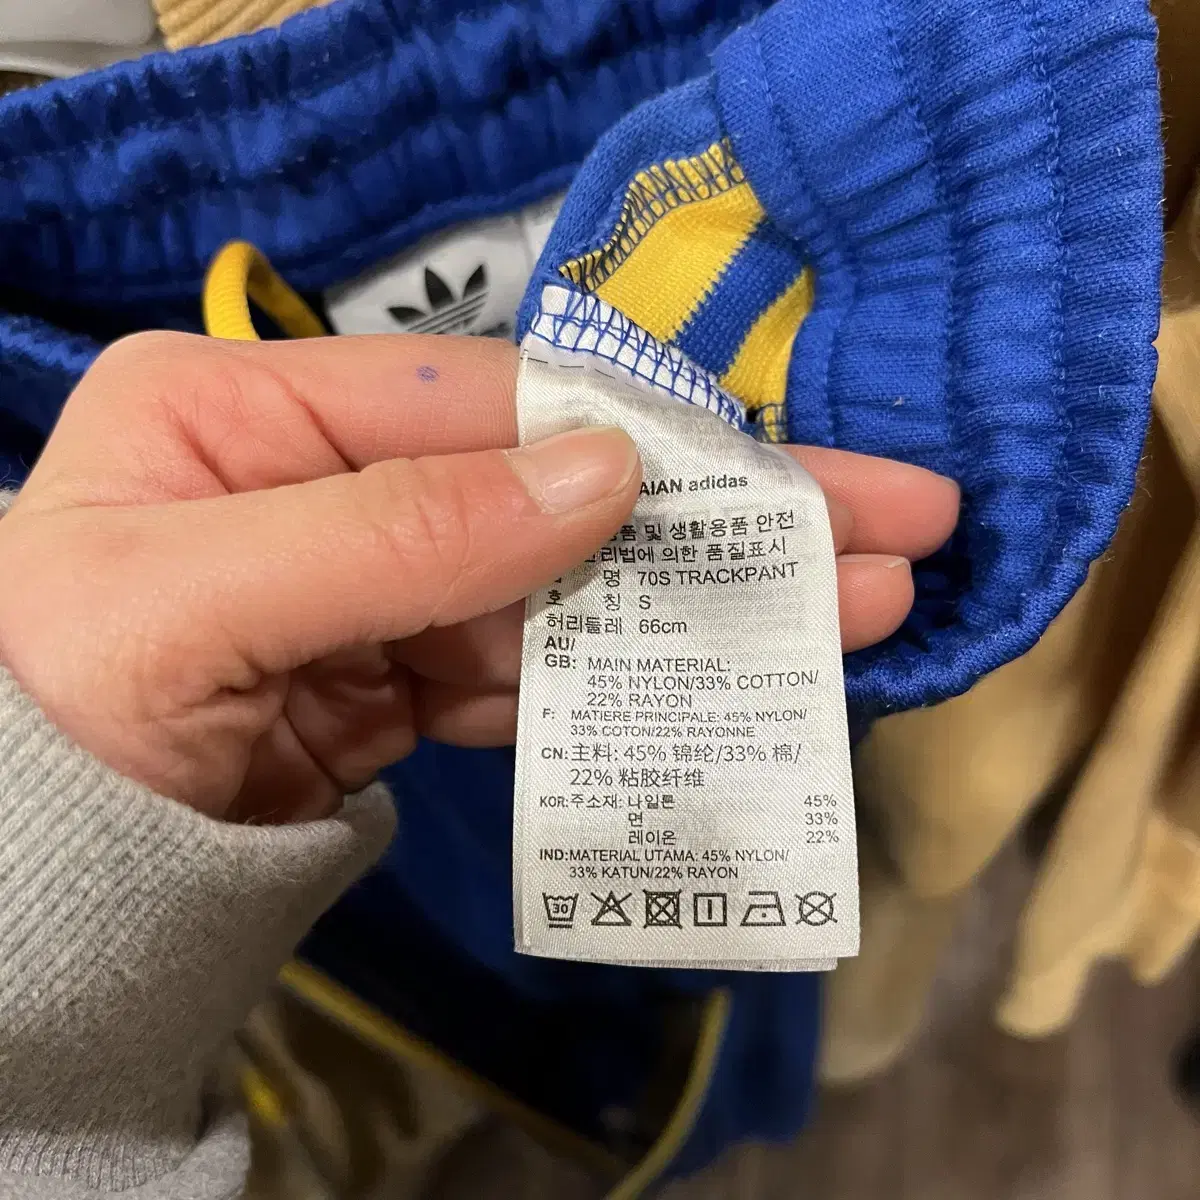 adidas
품 및 생활용품 안전
리법에 의한 품질표시
명 70S TRACKPANT
호 칭 S
허리둘레 66cm
AU/
GB: MAIN MATERIAL:
45% NYLON/33% COTTON/
22% RAYON
F: MATIERE PRINCIPALE: 45% NYLON/
33% COTON/22% RAYONNE
CN:主料: 45% 锦纶/33% 棉/
22% 粘胶纤维
KOR:주소재: 나일론 45%
면 33%
레이온 22%
IND:MATERIAL UTAMA: 45% NYLON/
33% KATUN/22% RAYON
30